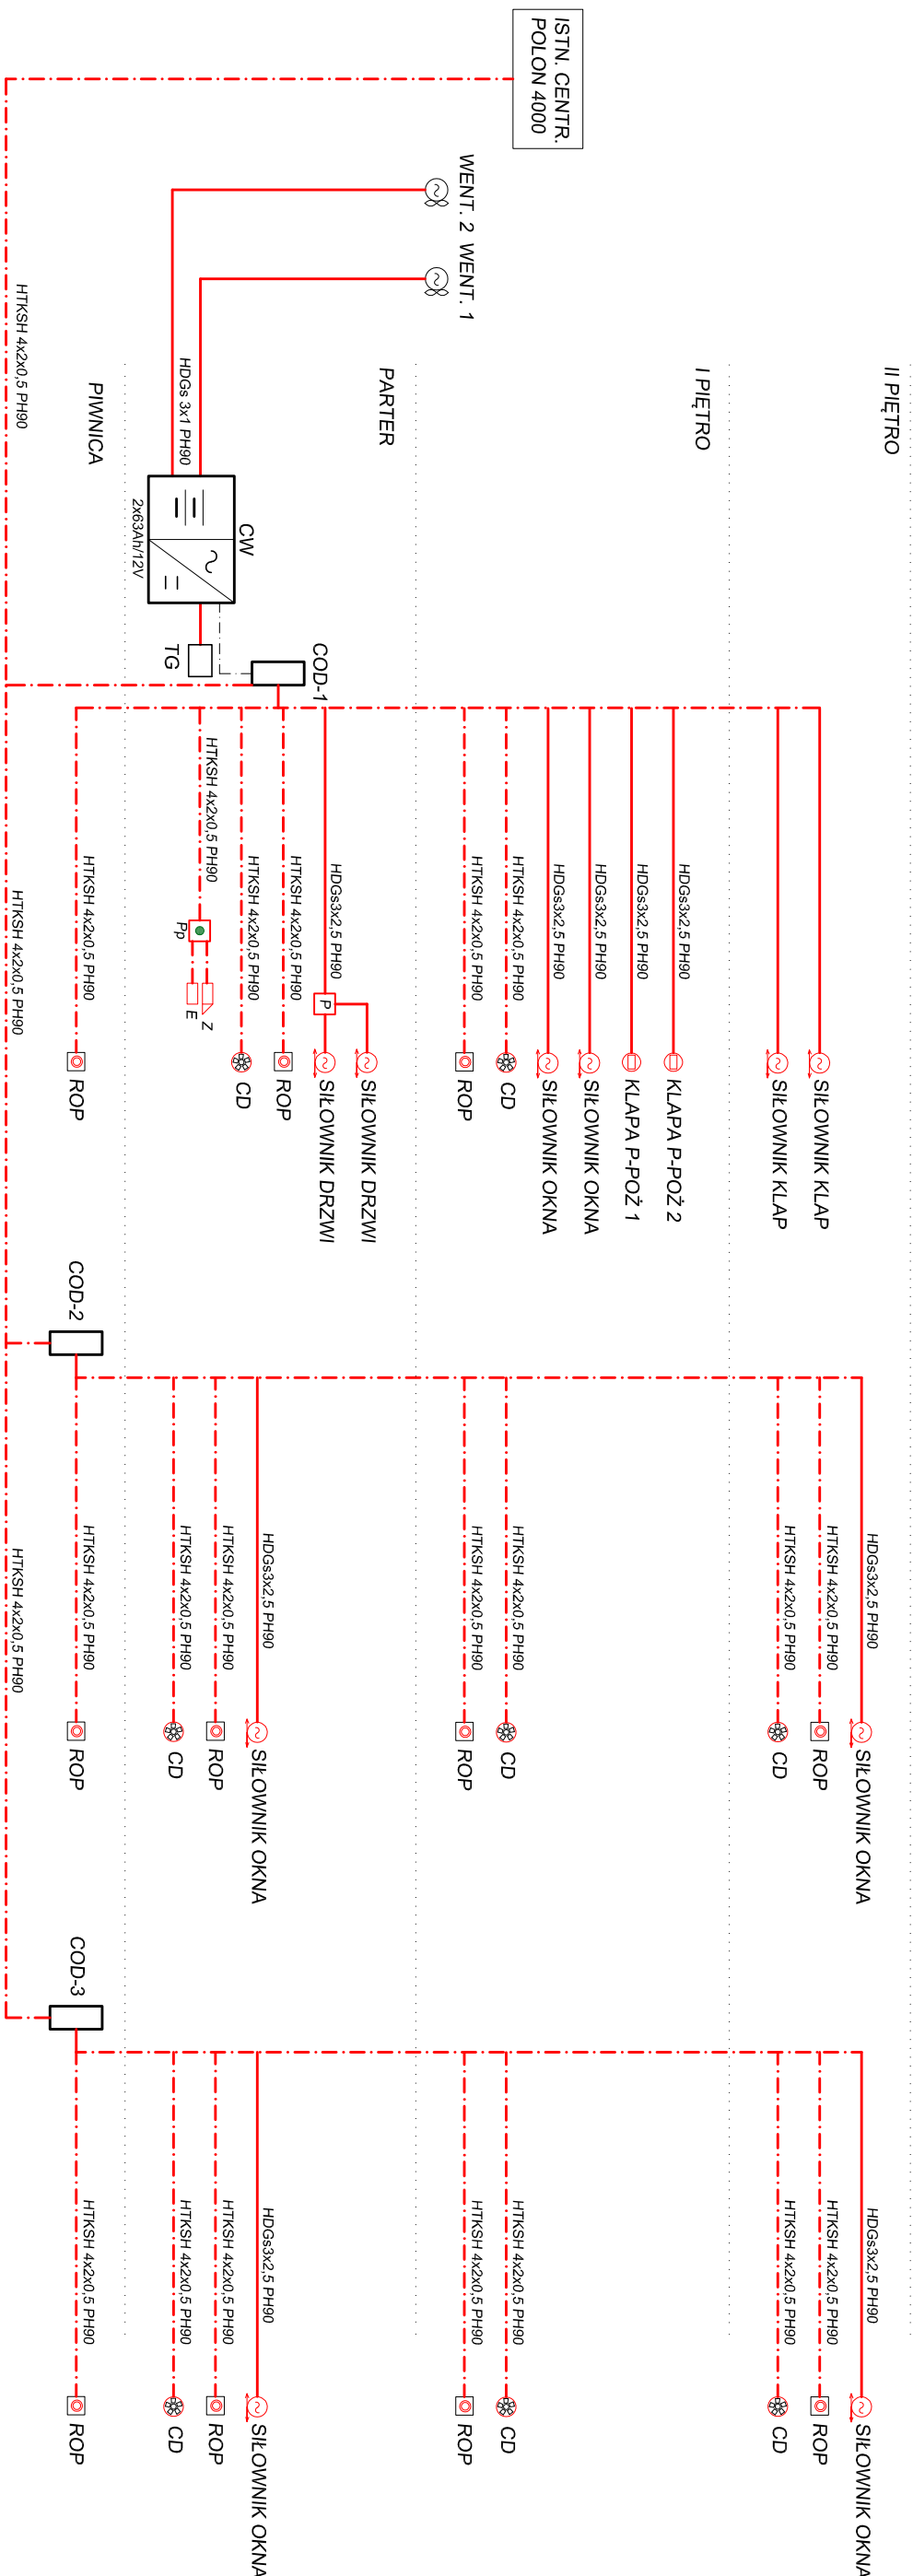 ISTN. CENTR.
POLON 4000
WENT. 2
WENT. 1
II PIĘTRO
I PIĘTRO
PARTER
PIWNICA
HTKSH 4x2x0,5 PH90
HDGs 3x1 PH90
CW
2x63Ah/12V
TG
COD-1
SIŁOWNIK KLAP
SIŁOWNIK KLAP
HDGs3x2,5 PH90
KLAPA P-POŻ 2
HDGs3x2,5 PH90
KLAPA P-POŻ 1
HDGs3x2,5 PH90
SIŁOWNIK OKNA
HDGs3x2,5 PH90
SIŁOWNIK OKNA
HTKSH 4x2x0,5 PH90
CD
HTKSH 4x2x0,5 PH90
ROP
SIŁOWNIK DRZWI
HDGs3x2,5 PH90
P
SIŁOWNIK DRZWI
HTKSH 4x2x0,5 PH90
ROP
HTKSH 4x2x0,5 PH90
CD
HTKSH 4x2x0,5 PH90
Pp
Z
E
HTKSH 4x2x0,5 PH90
ROP
HTKSH 4x2x0,5 PH90
COD-2
HDGs3x2,5 PH90
SIŁOWNIK OKNA
HTKSH 4x2x0,5 PH90
ROP
HTKSH 4x2x0,5 PH90
CD
HTKSH 4x2x0,5 PH90
CD
HTKSH 4x2x0,5 PH90
ROP
HDGs3x2,5 PH90
SIŁOWNIK OKNA
HTKSH 4x2x0,5 PH90
ROP
HTKSH 4x2x0,5 PH90
CD
HTKSH 4x2x0,5 PH90
ROP
HTKSH 4x2x0,5 PH90
COD-3
HDGs3x2,5 PH90
SIŁOWNIK OKNA
HTKSH 4x2x0,5 PH90
ROP
HTKSH 4x2x0,5 PH90
CD
HTKSH 4x2x0,5 PH90
CD
HTKSH 4x2x0,5 PH90
ROP
HDGs3x2,5 PH90
SIŁOWNIK OKNA
HTKSH 4x2x0,5 PH90
ROP
HTKSH 4x2x0,5 PH90
CD
HTKSH 4x2x0,5 PH90
ROP